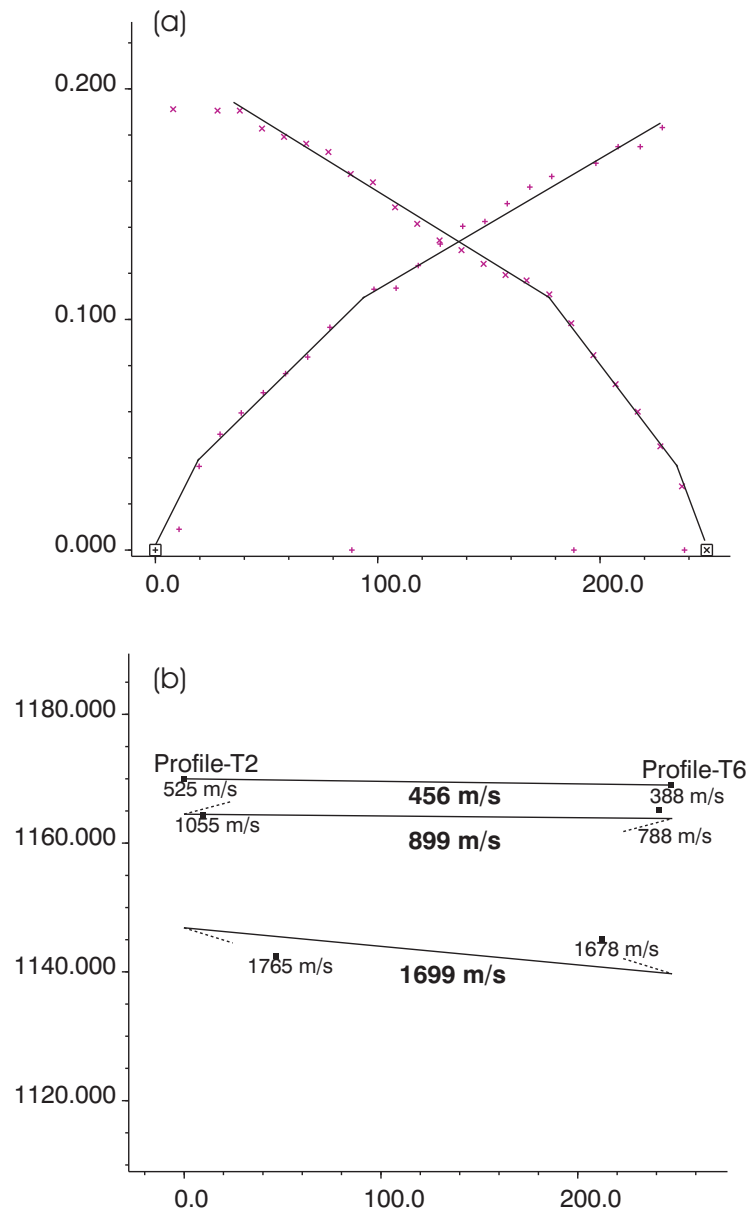 (a)
0.200
0.100
0.000
0.0 100.0 200.0
(b)
1180.000
Profile-T2 Profile-T6
525 m/s 456 m/s 388 m/s
1160.000
1055 m/s 899 m/s 788 m/s
1140.000
1765 m/s 1699 m/s 1678 m/s
1120.000
0.0 100.0 200.0